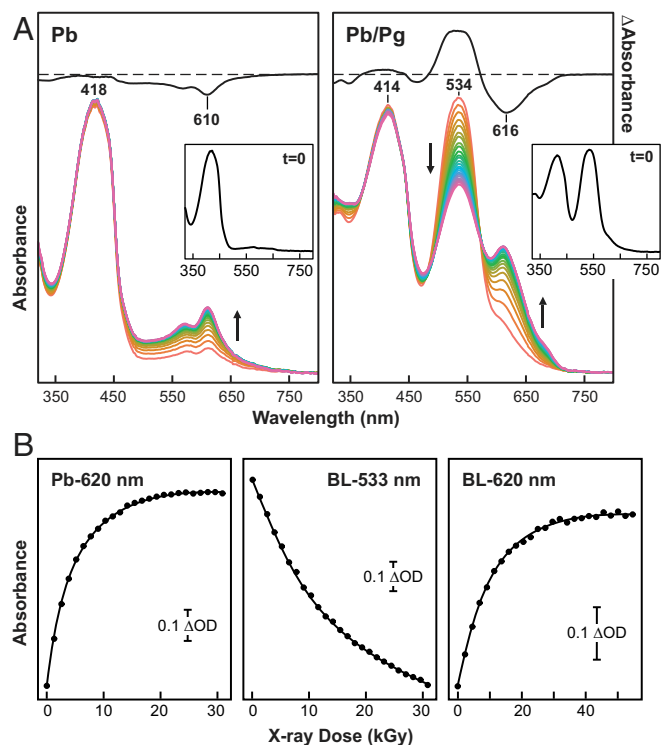 A
Pb
Pb/Pg
ΔAbsorbance
418
610
414
534
616
t=0
350 550 750
t=0
350 550 750
Absorbance
350 450 550 650 750
350 450 550 650 750
Wavelength (nm)
B
Pb-620 nm
BL-533 nm
BL-620 nm
0.1 ΔOD
0.1 ΔOD
0.1 ΔOD
Absorbance
0 10 20 30
0 10 20 30
0 20 40
X-ray Dose (kGy)